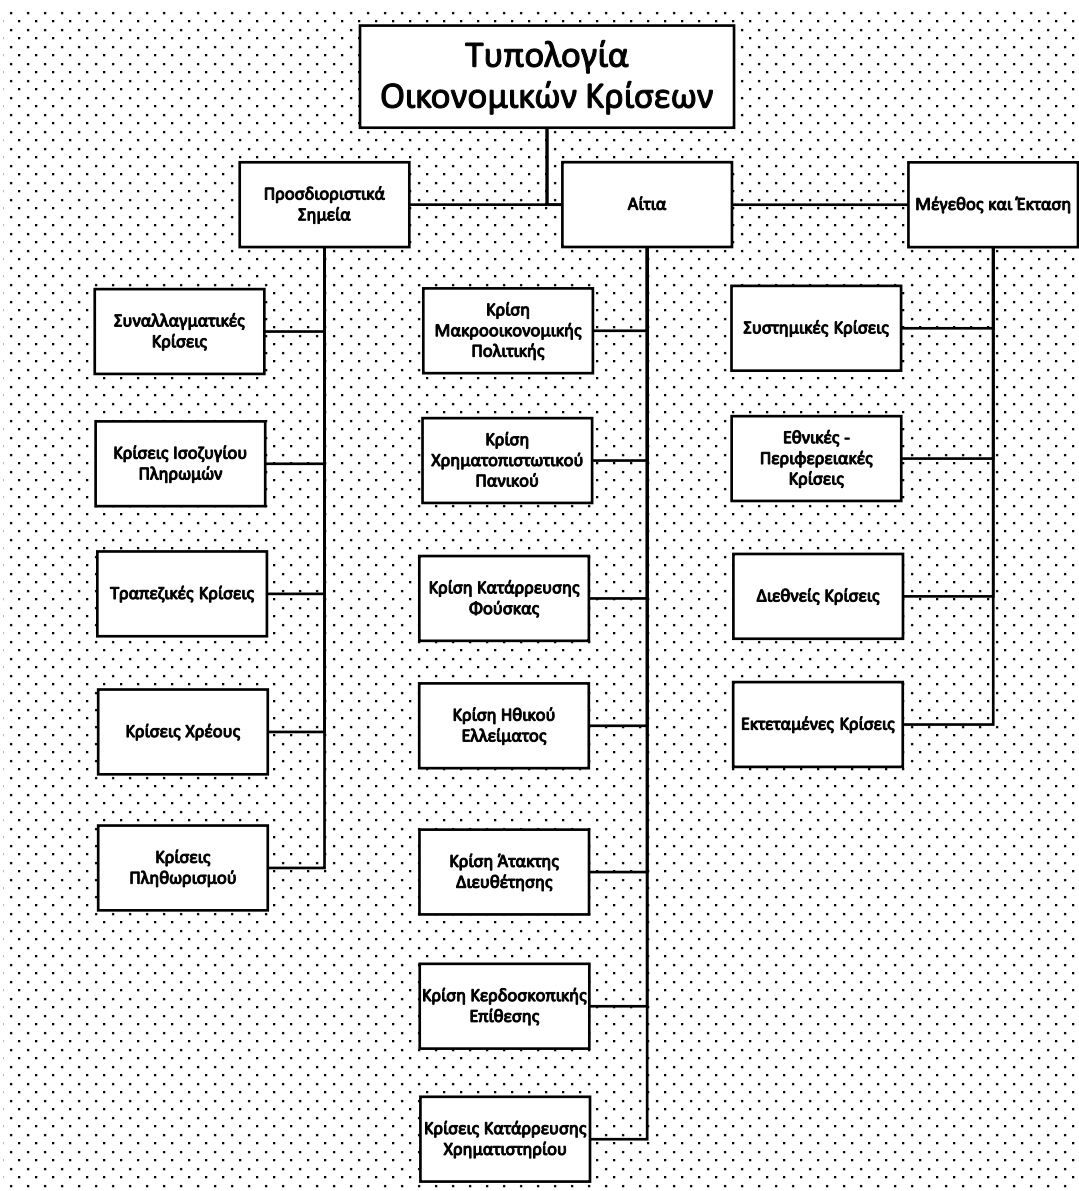 Τυπολογία
Οικονομικών Κρίσεων
Προσδιοριστικά
Σημεία
Συναλλαγματικές
Κρίσεις
Κρίσεις Ισοζυγίου
Πληρωμών
Τραπεζικές Κρίσεις
Κρίσεις Χρέους
Κρίσεις
Πληθωρισμού
Αίτια
Κρίση
Μακροοικονομικής
Πολιτικής
Κρίση
Χρηματοπιστωτικού
Πανικού
Κρίση Κατάρρευσης
Φούσκας
Κρίση Ηθικού
Ελλείματος
Κρίση Άτακτης
Διευθέτησης
Κρίση Κερδοσκοπικής
Επίθεσης
Κρίσεις Κατάρρευσης
Χρηματιστηρίου
Μέγεθος και Έκταση
Συστημικές Κρίσεις
Εθνικές -
Περιφερειακές
Κρίσεις
Διεθνείς Κρίσεις
Εκτεταμένες Κρίσεις